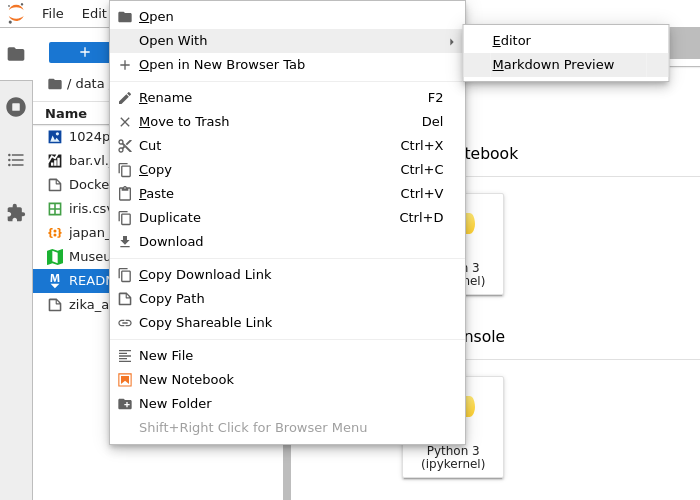 File Edit
Open
Open With
Open in New Browser Tab
Editor
Markdown Preview
/ data
Name
Rename F2
Move to Trash Del
Cut Ctrl+X
Copy Ctrl+C
Paste Ctrl+V
Duplicate Ctrl+D
Download
Copy Download Link
Copy Path
Copy Shareable Link
New File
New Notebook
New Folder
Shift+Right Click for Browser Menu
1024p
bar.vl.
Docke
iris.csv
japan_
Museu
READ
zika_a
tebook
3
nel)
nsole
Python 3
(ipykernel)